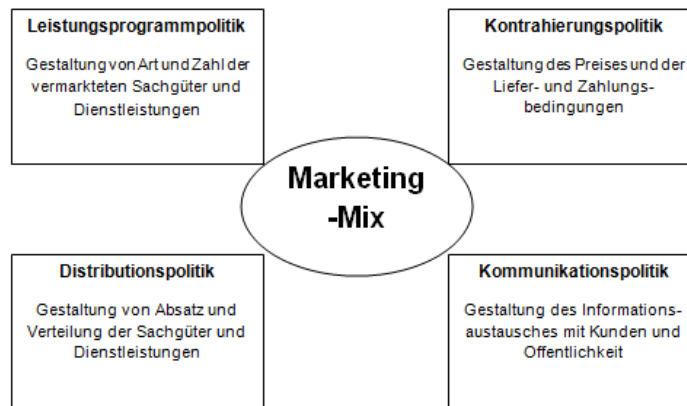 Leistungsprogrammpolitik
Gestaltung von Art und Zahl der
vermarkteten Sachgüter und
Dienstleistungen
Kontrahierungspolitik
Gestaltung des Preises und der
Liefer- und Zahlungs-
bedingungen
Marketing
-Mix
Distributionspolitik
Gestaltung von Absatz und
Verteilung der Sachgüter und
Dienstleistungen
Kommunikationspolitik
Gestaltung des Informations-
austausches mit Kunden und
Offentlichkeit